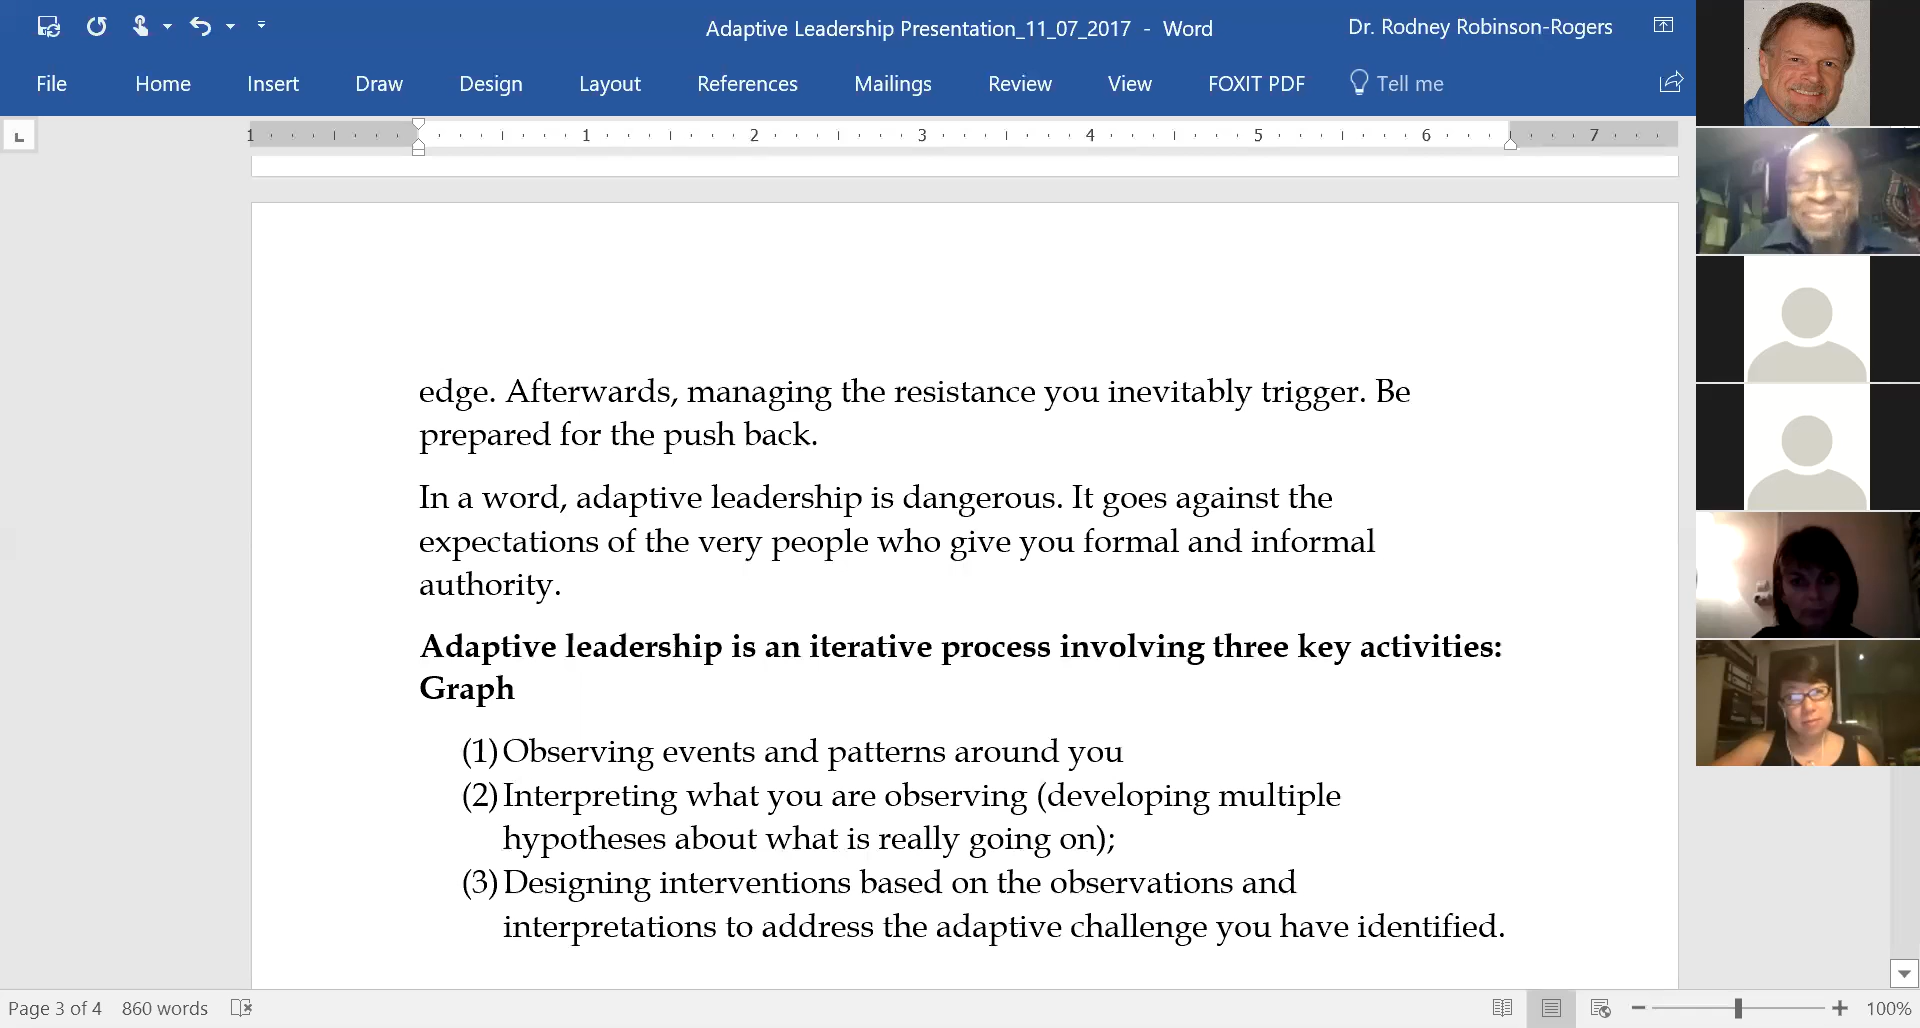 Adaptive Leadership Presentation_11_07_2017 - Word
Dr. Rodney Robinson-Rogers
File Home Insert Draw Design Layout References Mailings Review View FOXIT PDF Tell me
1 1 2 3 4 5 6 7
edge. Afterwards, managing the resistance you inevitably trigger. Be
prepared for the push back.
In a word, adaptive leadership is dangerous. It goes against the
expectations of the very people who give you formal and informal
authority.
Adaptive leadership is an iterative process involving three key activities:
Graph
(1) Observing events and patterns around you
(2) Interpreting what you are observing (developing multiple
hypotheses about what is really going on);
(3) Designing interventions based on the observations and
interpretations to address the adaptive challenge you have identified.
Page 3 of 4 860 words 100%